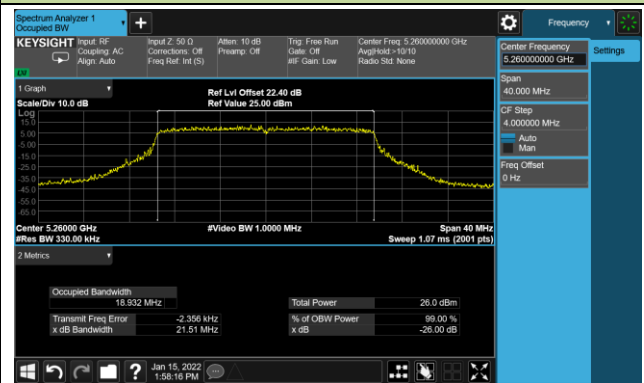 Spectrum Analyzer 1
Occupied BW
Frequency
KEYSIGHT
Input: RF
Coupling: AC
Align: Auto
Input Z: 50 Ω
Corrections: Off
Freq Ref: Int (S)
Atten: 10 dB
Preamp: Off
Trig: Free Run
Gate: Off
#IF Gain: Low
Center Freq: 5.260000000 GHz
Avg|Hold:>10/10
Radio Std: None
Center Frequency
5.260000000 GHz
Settings
Span
40.000 MHz
CF Step
4.000000 MHz
Auto
Man
Freq Offset
0 Hz
1 Graph
Scale/Div 10.0 dB
Ref Lvl Offset 22.40 dB
Ref Value 25.00 dBm
Log
15.0
5.00
-5.00
-15.0
-25.0
-35.0
-45.0
-55.0
-65.0
Center 5.26000 GHz
#Res BW 330.00 kHz
#Video BW 1.0000 MHz
Span 40 MHz
Sweep 1.07 ms (2001 pts)
2 Metrics
Occupied Bandwidth
18.932 MHz
Total Power
26.0 dBm
Transmit Freq Error
-2.356 kHz
% of OBW Power
99.00 %
x dB Bandwidth
21.51 MHz
x dB
-26.00 dB
?
Jan 15, 2022
1:58:16 PM